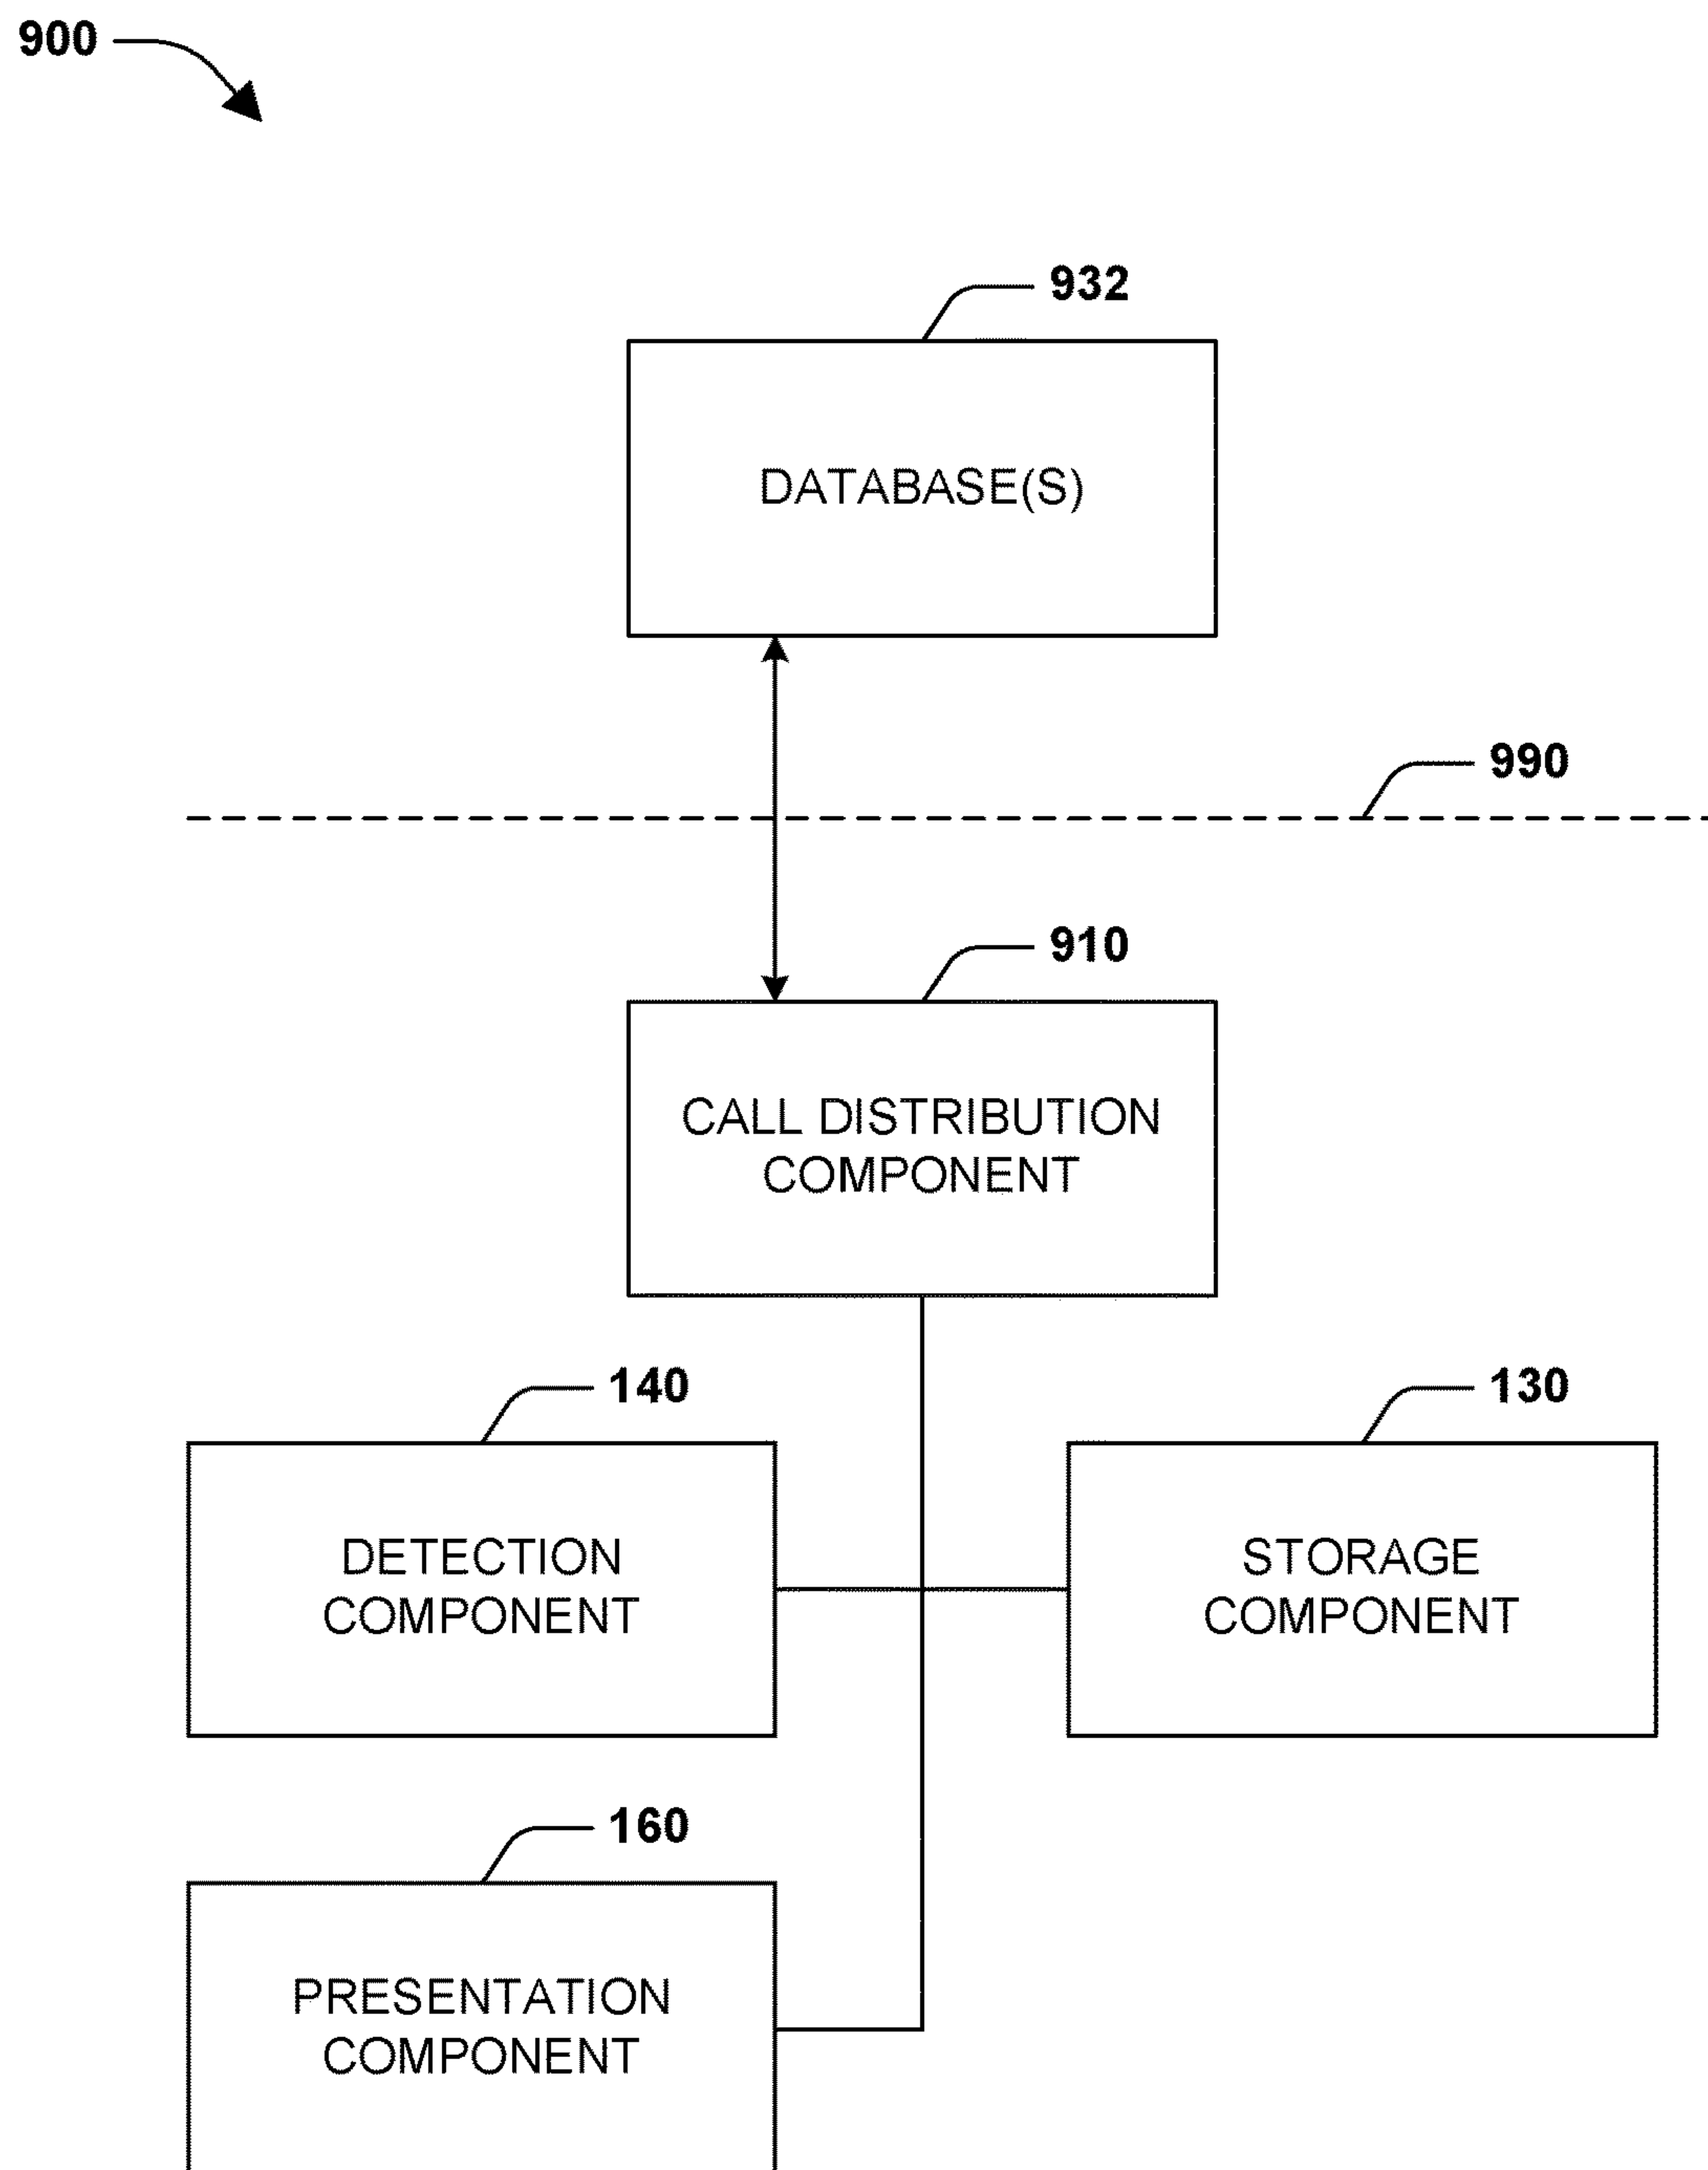 900
932
DATABASE(S)
990
910
CALL DISTRIBUTION
COMPONENT
140
130
DETECTION
COMPONENT
STORAGE
COMPONENT
160
PRESENTATION
COMPONENT